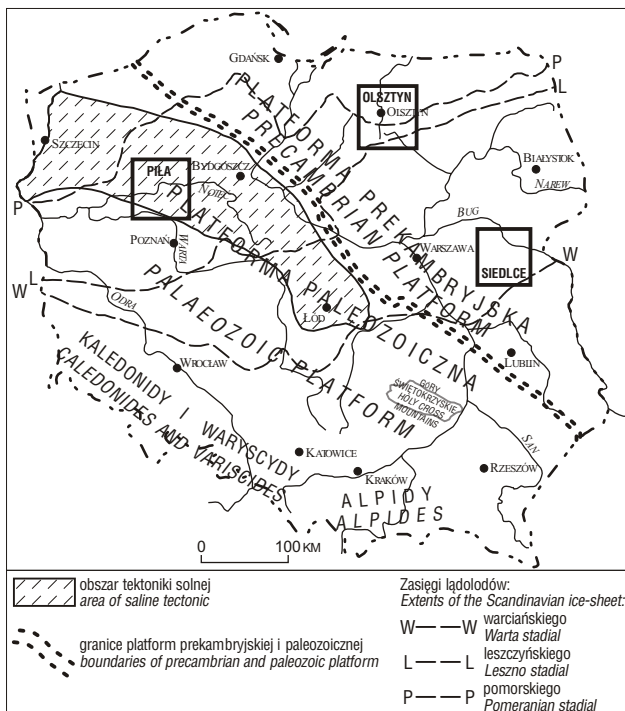 GDAŃSK
P
L
OLSZTYN
OLSZTYN
SZCZECIN
PIŁA
BYDGOSZCZ
NOTEĆ
BIAŁYSTOK
NAREW
BUG
P
POZNAŃ
WARTA
WARSZAWA
SIEDLCE
W
PLATFORMA PREKAMBRYJSKA
PRECAMBRIAN PLATFORM
L
W
ODRA
ŁÓD
PLATFORMA PALEOZOICZNA
PALAEOZOIC PLATFORM
LUBLIN
WROCŁAW
GÓRY
ŚWIĘTOKRZYSKIE
HOLY CROSS
MOUNTAINS
KALEDONIDY I WARYSCYDY
CALEDONIDES AND VARISCIDES
SAN
KATOWICE
KRAKÓW
RZESZÓW
ALPIDY
ALPIDES
0 100 KM
obszar tektoniki solnej
area of saline tectonic
granice platform prekambryjskiej i paleozoicznej
boundaries of precambrian and paleozoic platform
Zasięgi lądolodów:
Extents of the Scandinavian ice-sheet:
W W warciańskiego
Warta stadial
L L leszczyńskiego
Leszno stadial
P P pomorskiego
Pomeranian stadial